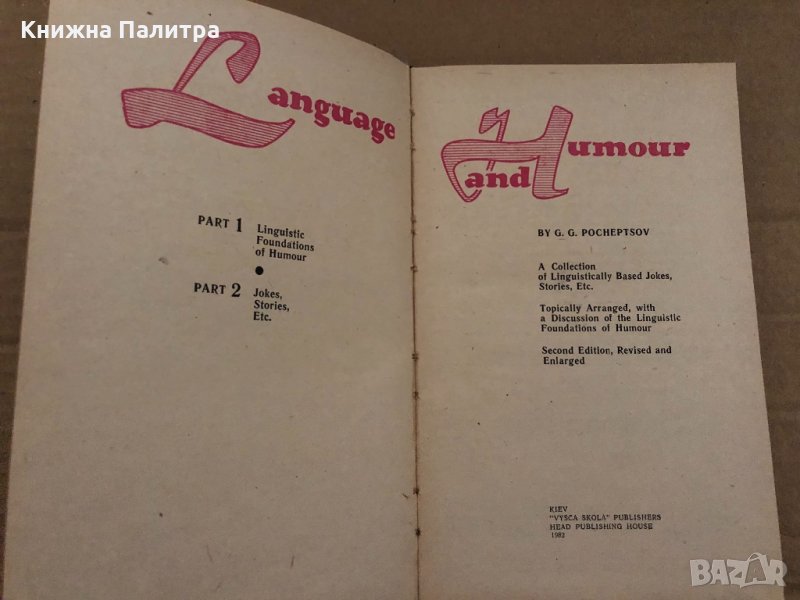 Книжна Палитра
Language
PART 1 Linguistic
Foundations
of Humour
PART 2 Jokes,
Stories,
Etc.
and Humour
BY G. G. POCHEPTSOV
A Collection
of Linguistically Based Jokes,
Stories, Etc.
Topically Arranged, with
a Discussion of the Linguistic
Foundations of Humour
Second Edition, Revised and
Enlarged
KIEV
"VYSCA SKOLA" PUBLISHERS
HEAD PUBLISHING HOUSE
1982
BAZAR